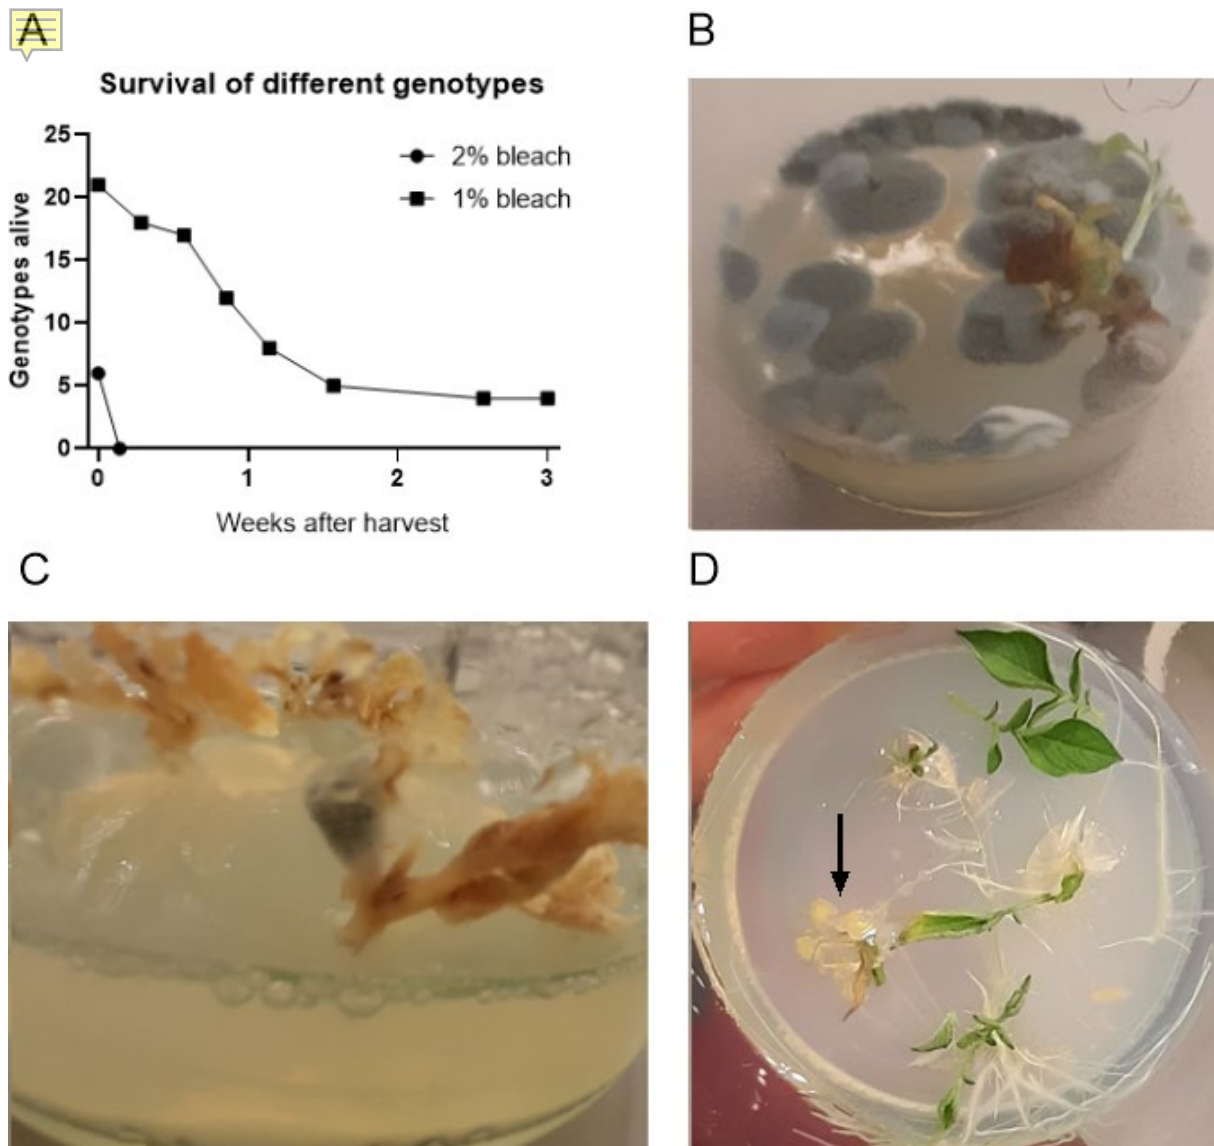 A
Survival of different genotypes
25
20
15
10
5
0
Genotypes alive
2% bleach
1% bleach
0 1 2 3
Weeks after harvest
B
C
D